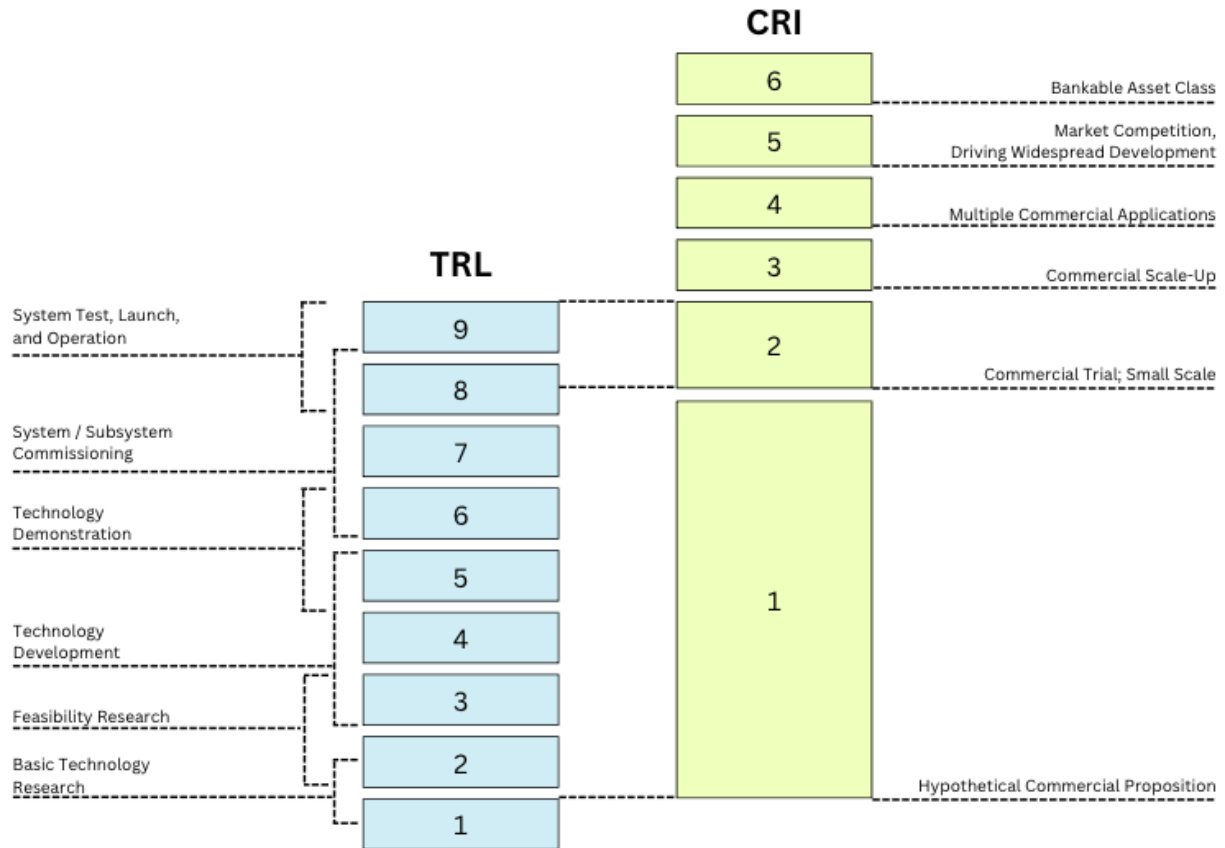 CRI
6
Bankable Asset Class
5
Market Competition,
Driving Widespread Development
4
Multiple Commercial Applications
TRL
3
Commercial Scale-Up
System Test, Launch,
and Operation
9
2
Commercial Trial; Small Scale
8
System / Subsystem
Commissioning
7
Technology
Demonstration
6
5
1
Technology
Development
4
3
Feasibility Research
Basic Technology
Research
2
Hypothetical Commercial Proposition
1